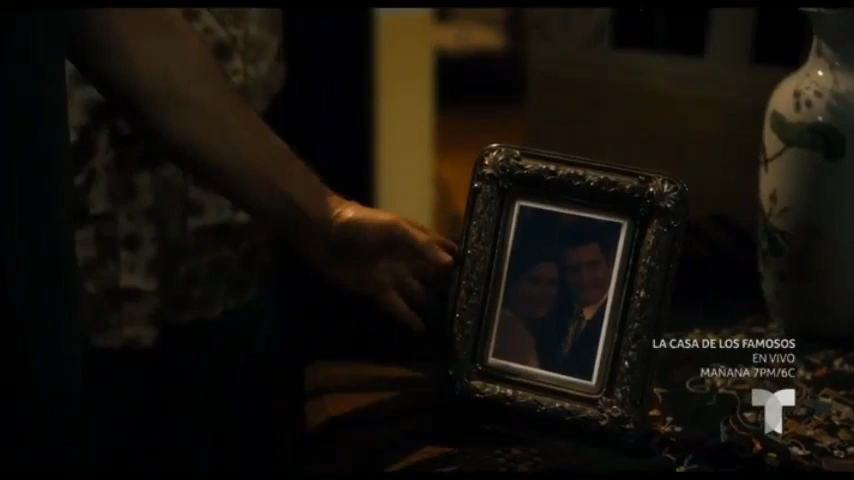 LA CASA DE LOS FAMOSOS
EN VIVO
MAÑANA 7PM/6C